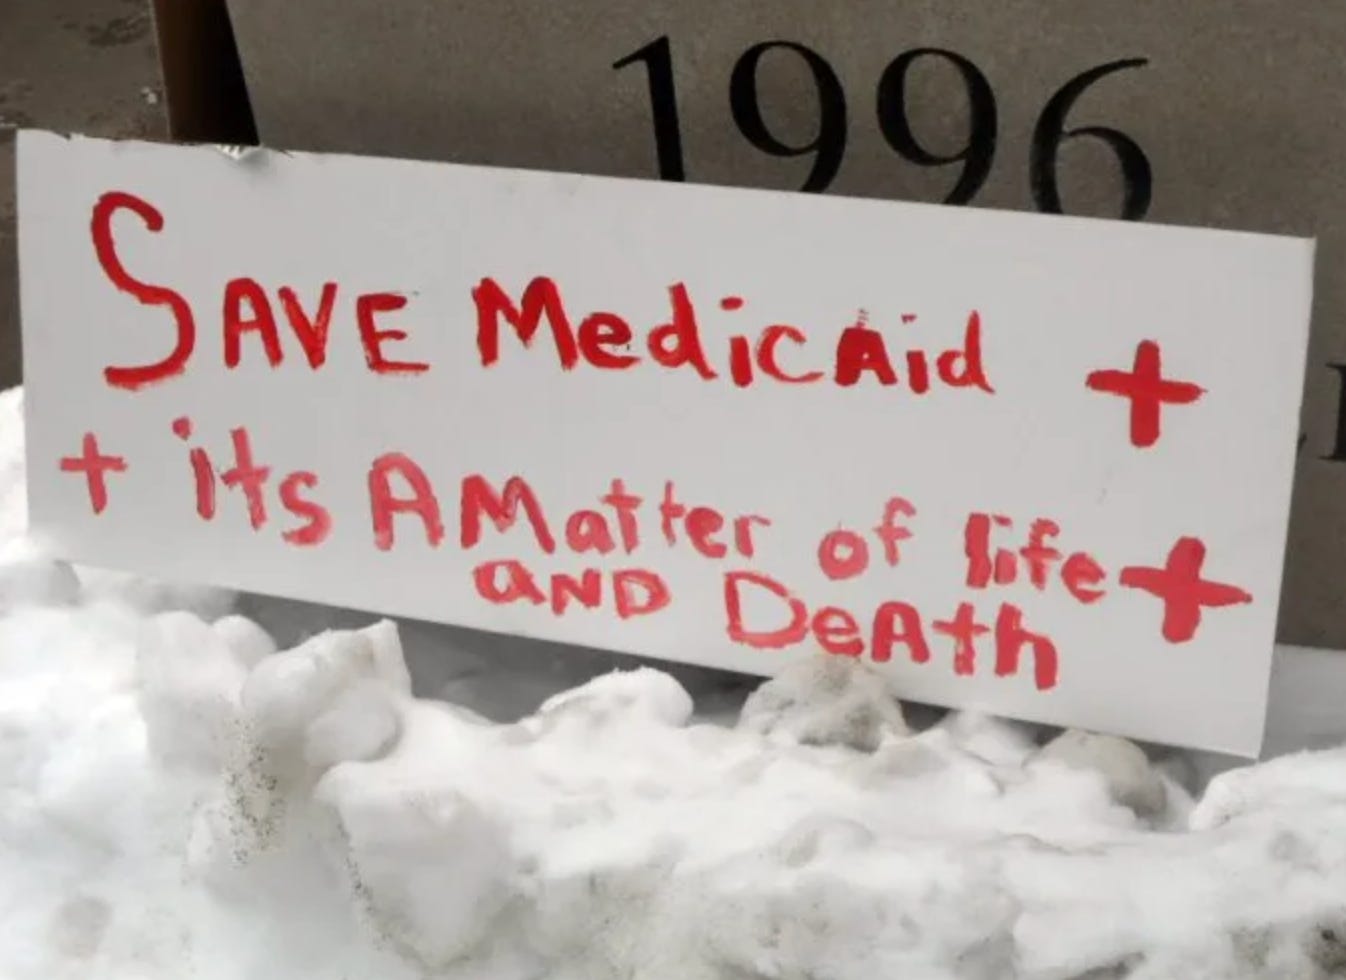 1996
SAVE MedicAid
its A Matter of life
aND DeAth